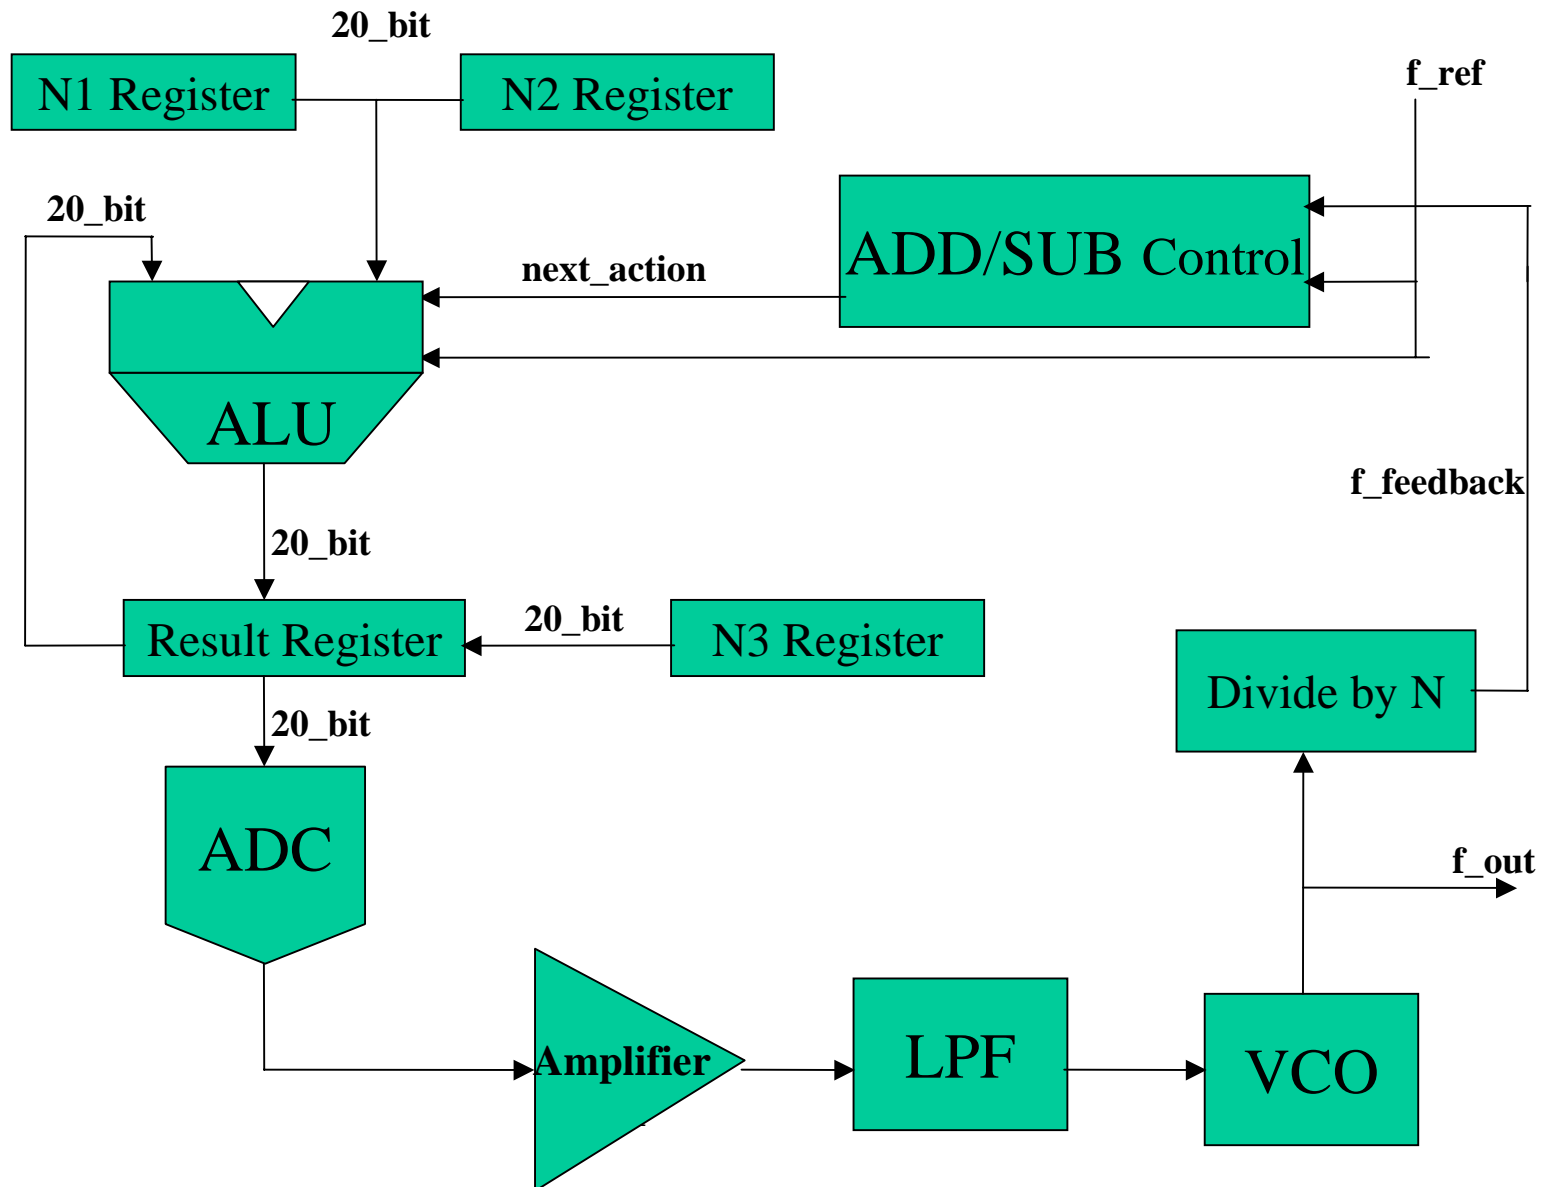 20_bit
N1 Register
N2 Register
f_ref
20_bit
ADD/SUB Control
next_action
ALU
f_feedback
20_bit
20_bit
Result Register
N3 Register
Divide by N
20_bit
ADC
f_out
Amplifier
LPF
VCO